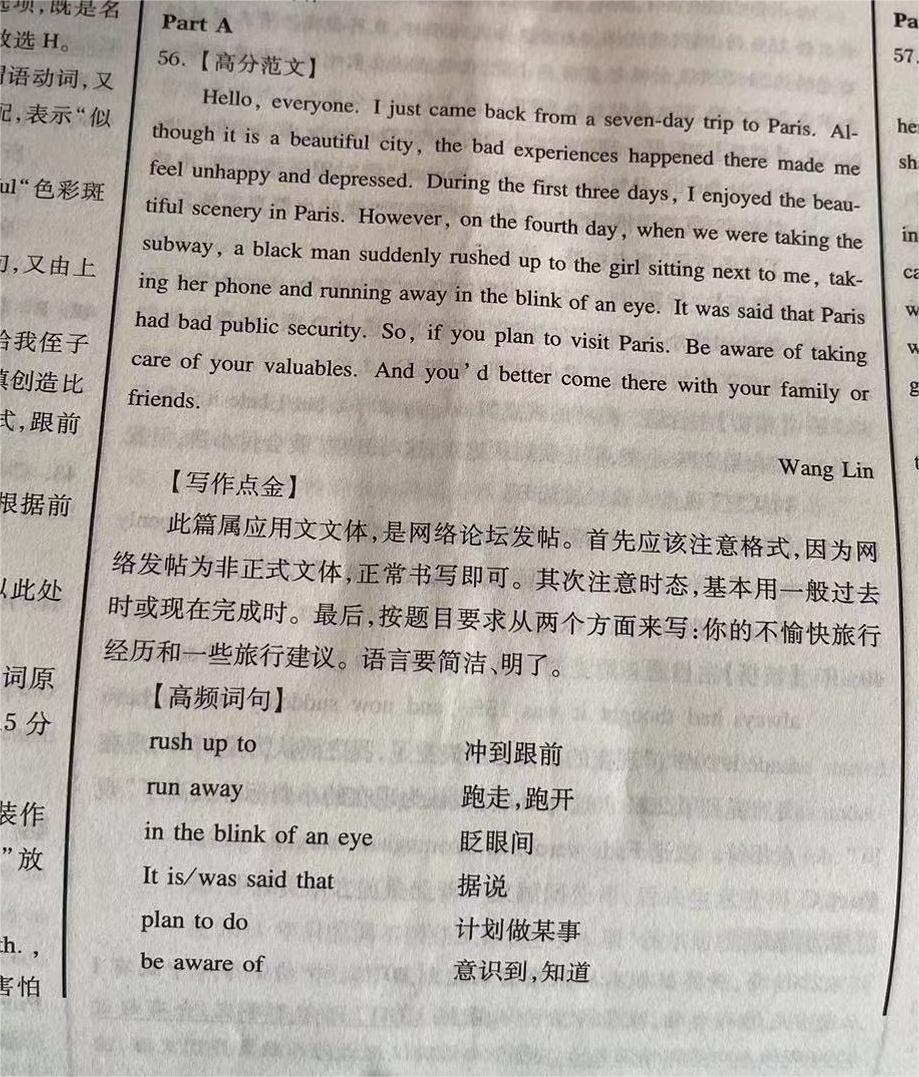 选项,既是名
故选 H。
谓语动词,又
配,表示“似
ful“色彩斑
词,又由上
给我侄子
真创造比
式,跟前
根据前
以此处
词原
15 分
装作
”放
th. ,
害怕
Part A
56. 【高分范文】
Hello, everyone. I just came back from a seven-day trip to Paris. Al-
though it is a beautiful city, the bad experiences happened there made me
feel unhappy and depressed. During the first three days, I enjoyed the beau-
tiful scenery in Paris. However, on the fourth day, when we were taking the
subway, a black man suddenly rushed up to the girl sitting next to me, tak-
ing her phone and running away in the blink of an eye. It was said that Paris
had bad public security. So, if you plan to visit Paris. Be aware of taking
care of your valuables. And you'd better come there with your family or
friends.
Wang Lin
【写作点金】
此篇属应用文文体,是网络论坛发帖。首先应该注意格式,因为网
络发帖为非正式文体,正常书写即可。其次注意时态,基本用一般过去
时或现在完成时。最后,按题目要求从两个方面来写:你的不愉快旅行
经历和一些旅行建议。语言要简洁、明了。
【高频词句】
rush up to 冲到跟前
run away 跑走,跑开
in the blink of an eye 眨眼间
It is/was said that 据说
plan to do 计划做某事
be aware of 意识到,知道
Pa
57.
he
sh
in
ca
w
w
g
t